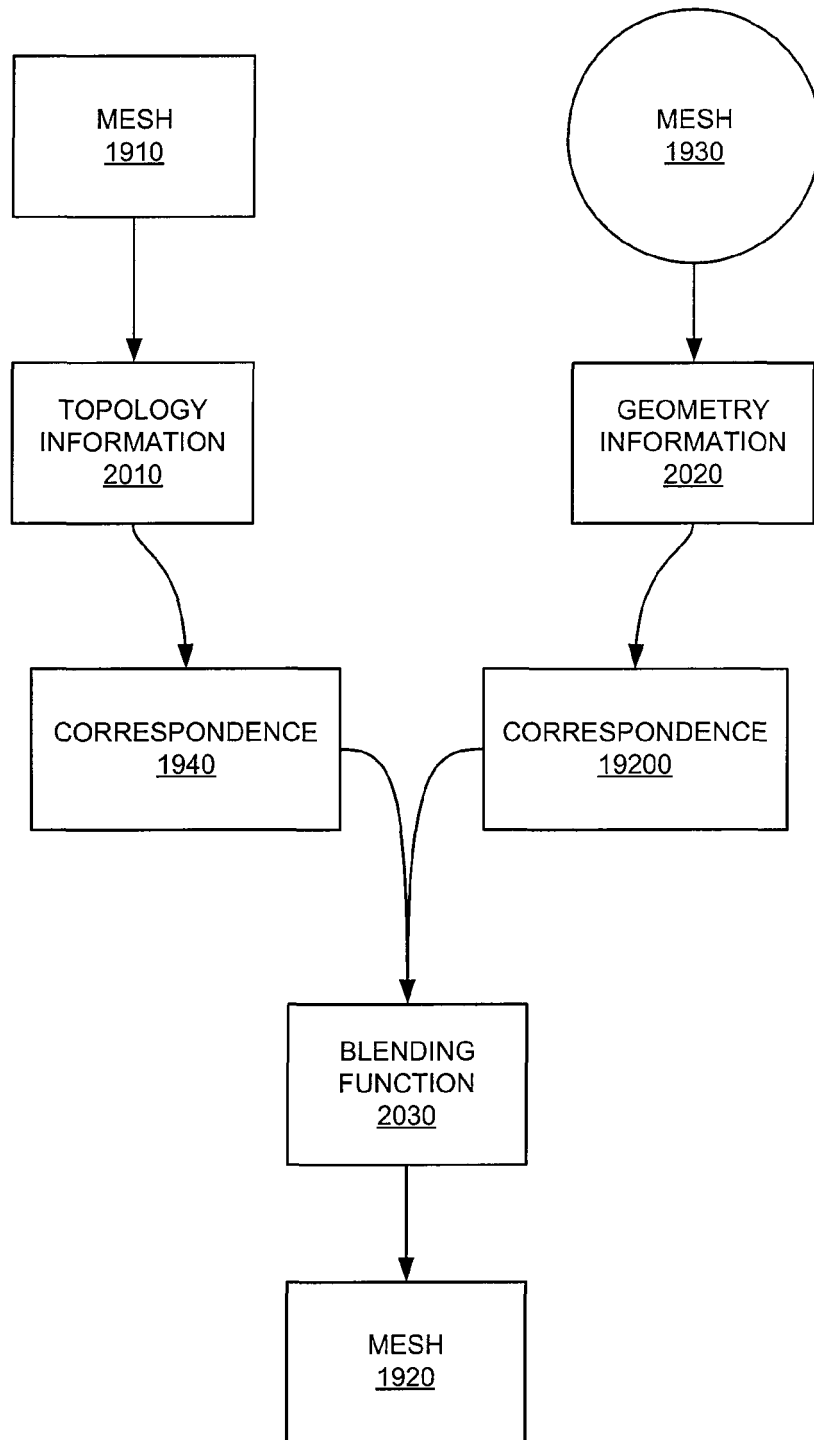 MESH
1910
MESH
1930
TOPOLOGY
INFORMATION
2010
GEOMETRY
INFORMATION
2020
CORRESPONDENCE
1940
CORRESPONDENCE
19200
BLENDING
FUNCTION
2030
MESH
1920